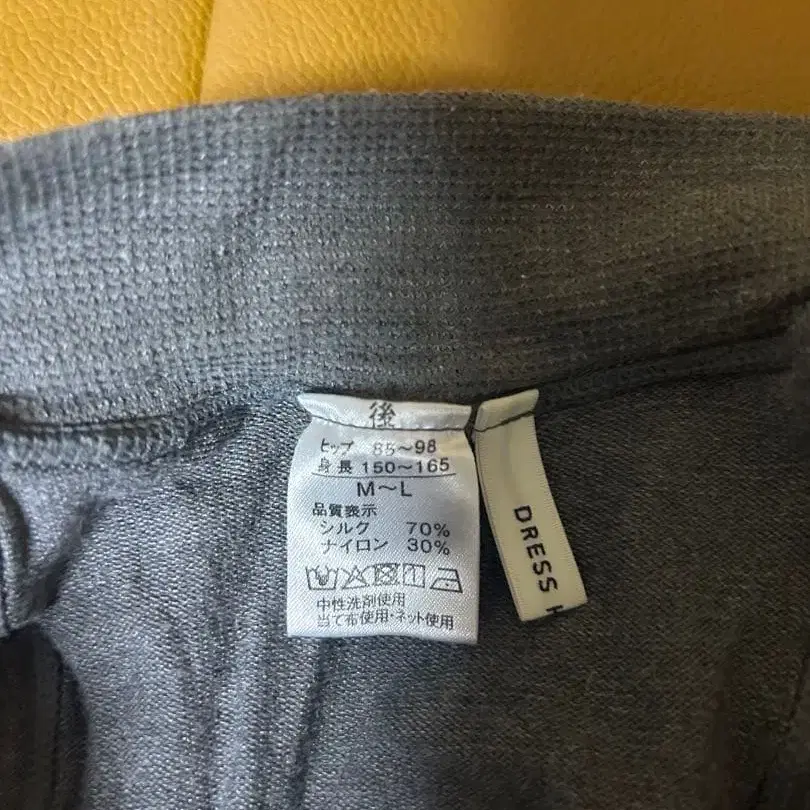 後
ヒップ 85～98
身長 150～165
M～L
品質表示
シルク 70%
ナイロン 30%
中性洗剤使用
当て布使用・ネット使用
DRESS H